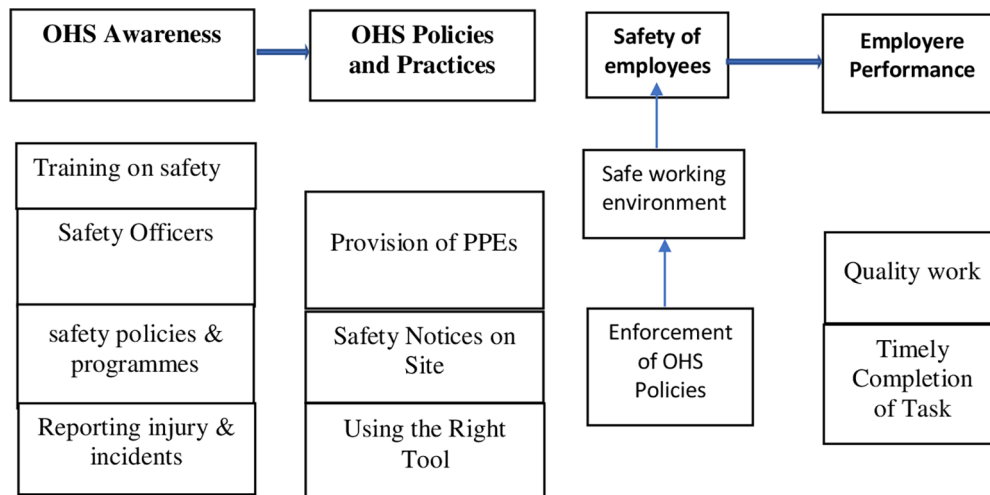 OHS Awareness
OHS Policies
and Practices
Safety of
employees
Employere
Performance
Training on safety
Safety Officers
safety policies &
programmes
Reporting injury &
incidents
Provision of PPEs
Safety Notices on
Site
Using the Right
Tool
Safe working
environment
Enforcement
of OHS
Policies
Quality work
Timely
Completion
of Task